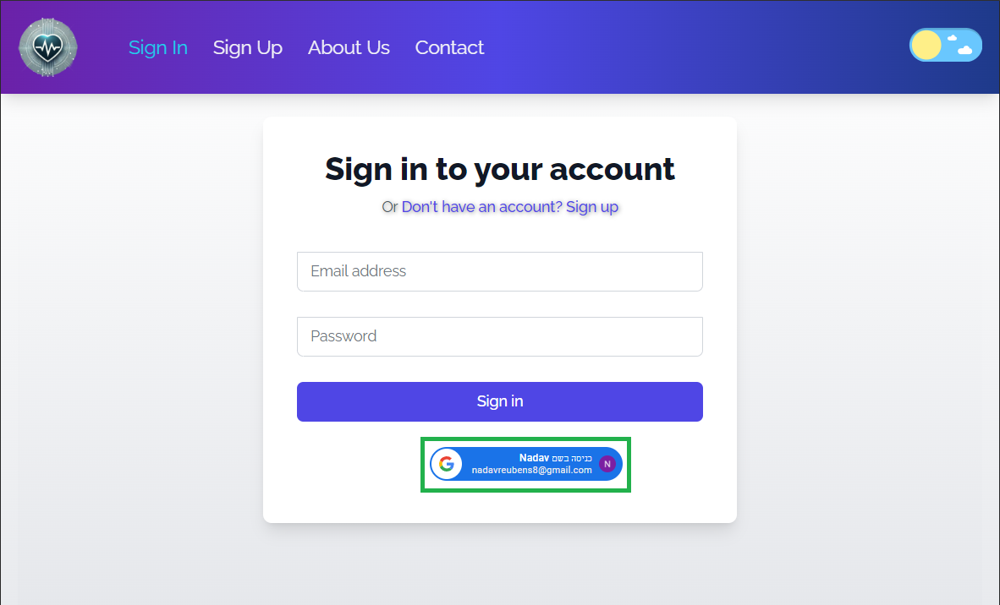 Sign In
Sign Up
About Us
Contact
Sign in to your account
Or Don't have an account? Sign up
Email address
Password
Sign in
כניסה בשם Nadav
nadavreubens8@gmail.com
N